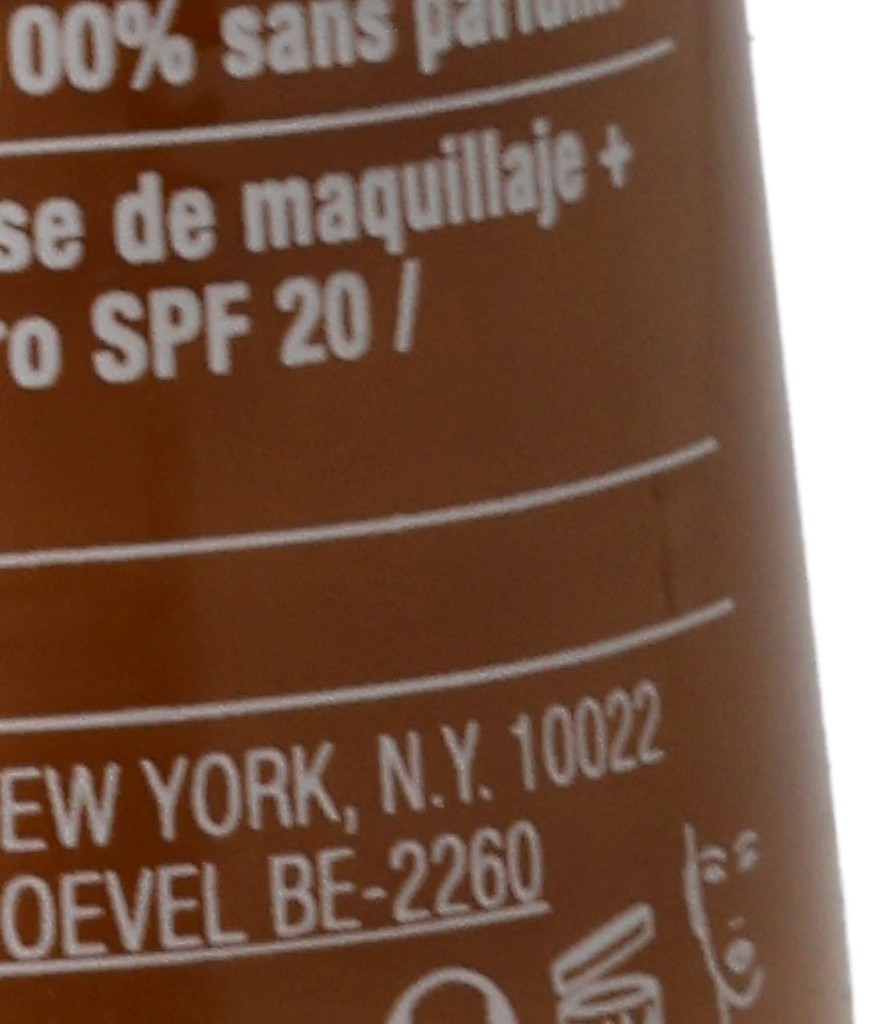 00% sans parfum.
se de maquillaje +
ro SPF 20 /
EW YORK, N.Y. 10022
OEVEL BE-2260